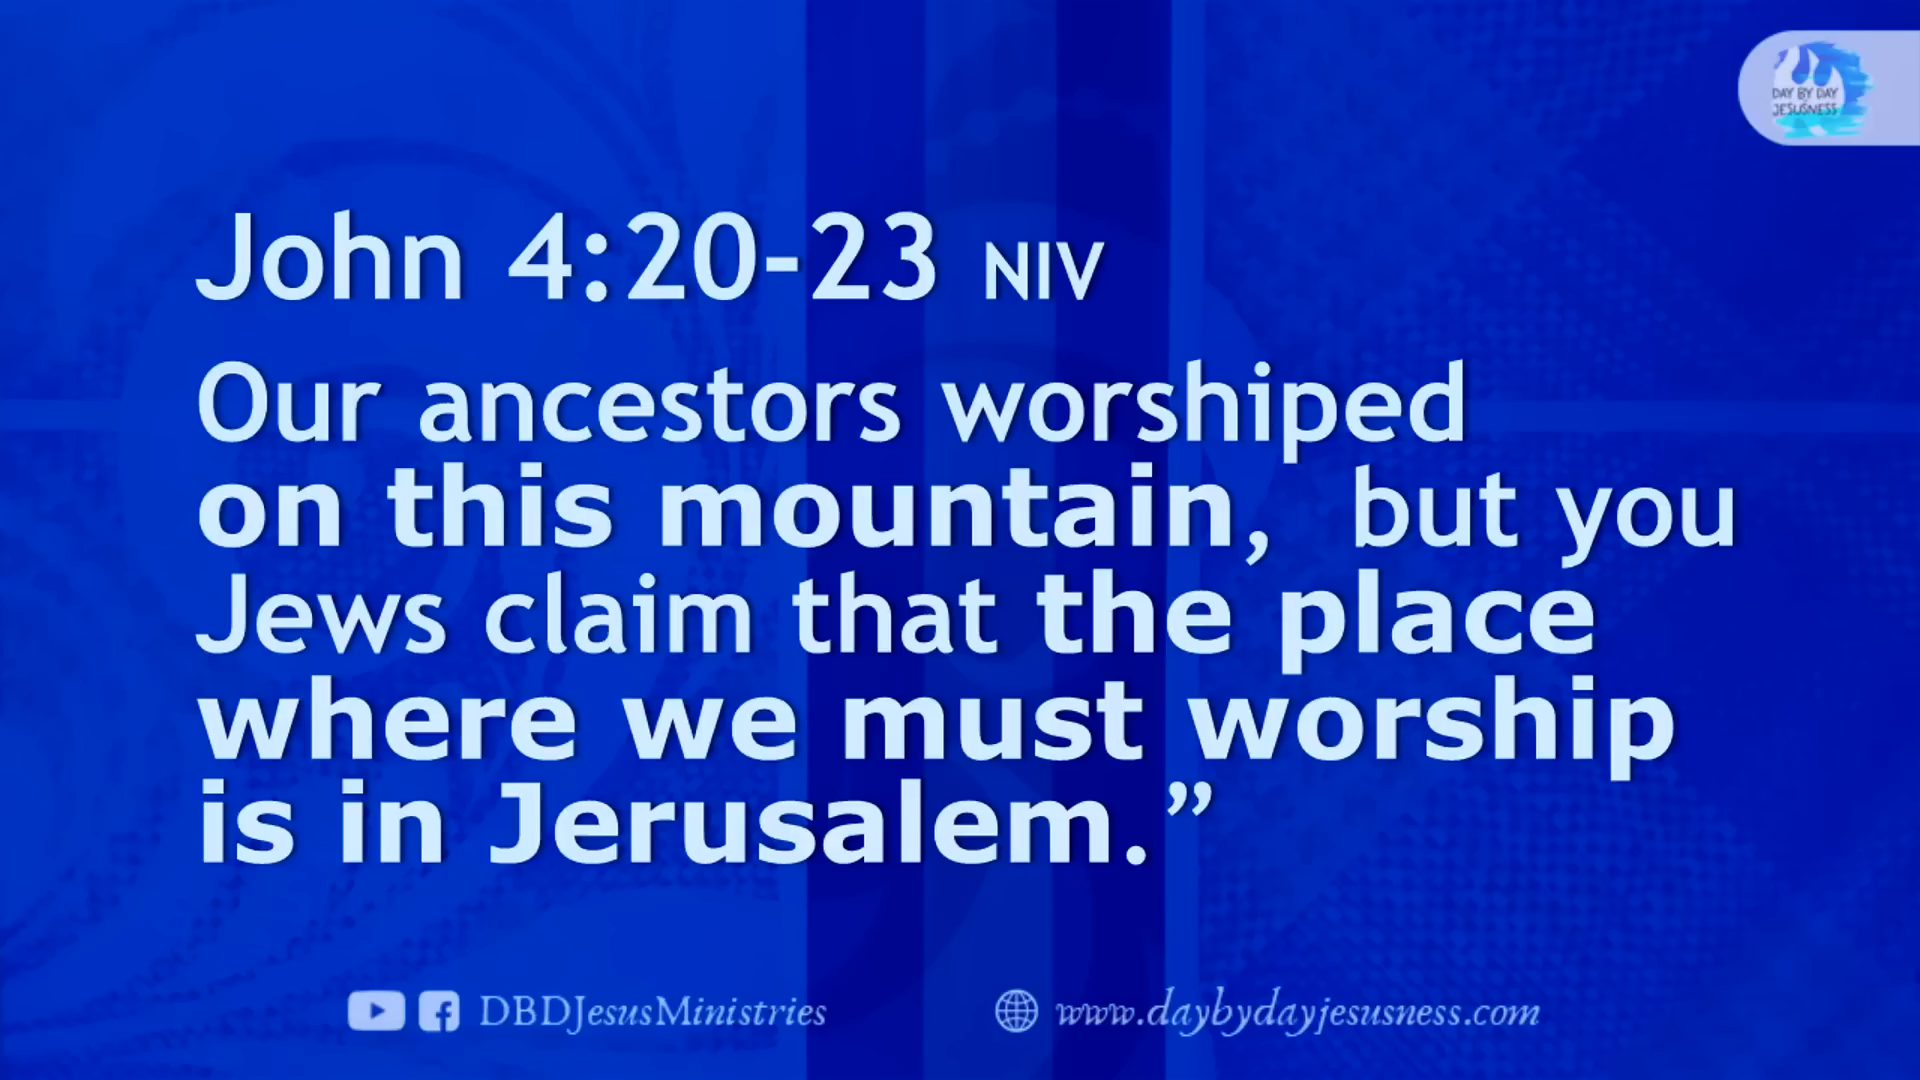 DAY BY DAY
JESUSNESS
John 4:20-23 NIV
Our ancestors worshiped
on this mountain, but you
Jews claim that the place
where we must worship
is in Jerusalem.”
DBDJesusMinistries
www.daybydayjesusness.com